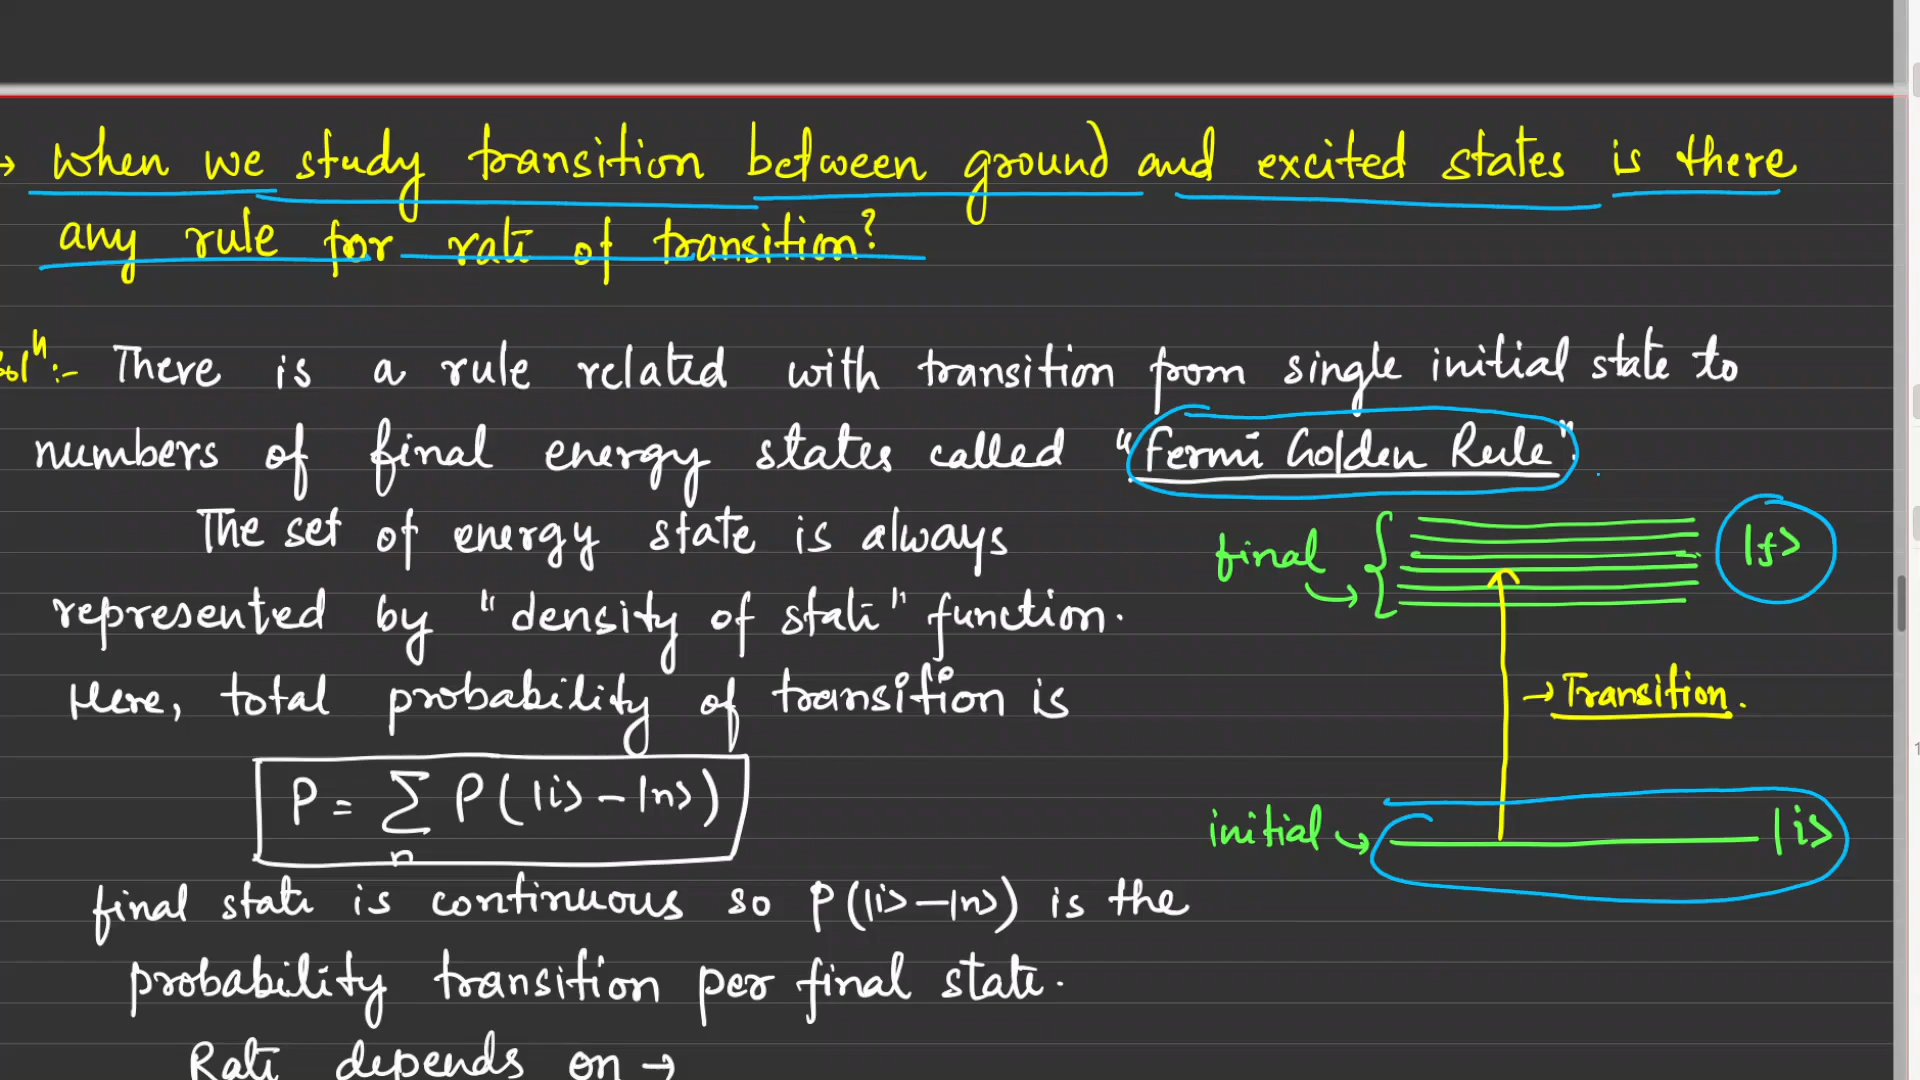 → When we study transition between ground and excited states is there
any rule for rate of transition?
Solⁿ:- There is a rule related with transition from single initial state to
numbers of final energy states called "Fermi Golden Rule".
The set of energy state is always
represented by "density of state" function.
Here, total probability of transition is
P = Σ P(|i> - |n>)
n
final state is continuous so P(|i> - |n>) is the
probability transition per final state.
Rate depends on →
final
|f>
→ Transition.
initial
|i>